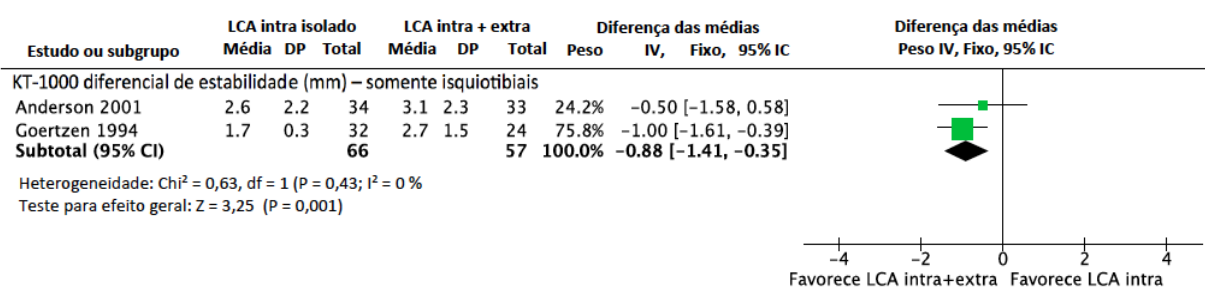 LCA intra isolado LCA intra + extra Diferença das médias Diferença das médias
Estudo ou subgrupo Média DP Total Média DP Total Peso IV, Fixo, 95% IC Peso IV, Fixo, 95% IC
KT-1000 diferencial de estabilidade (mm) – somente isquiotibiais
Anderson 2001 2.6 2.2 34 3.1 2.3 33 24.2% -0.50 [-1.58, 0.58]
Goertzen 1994 1.7 0.3 32 2.7 1.5 24 75.8% -1.00 [-1.61, -0.39]
Subtotal (95% CI) 66 57 100.0% -0.88 [-1.41, -0.35]
Heterogeneidade: Chi² = 0,63, df = 1 (P = 0,43; I² = 0 %
Teste para efeito geral: Z = 3,25 (P = 0,001)
-4 -2 0 2 4
Favorece LCA intra+extra Favorece LCA intra